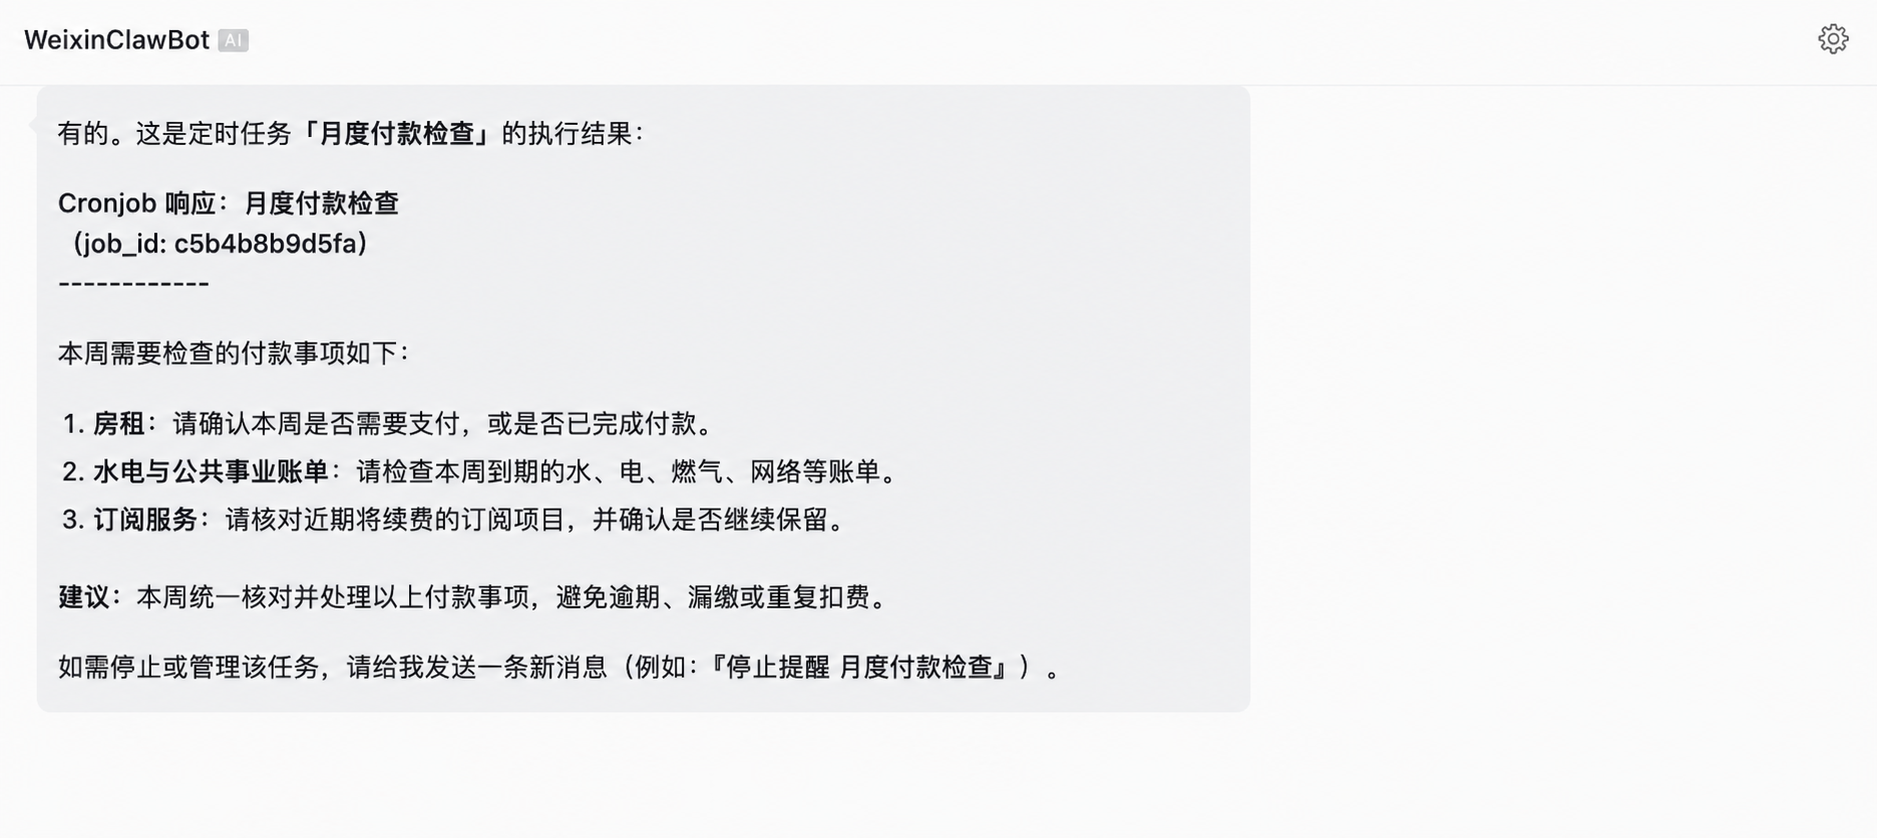 WeixinClawBot AI
有的。这是定时任务「月度付款检查」的执行结果：
Cronjob 响应：月度付款检查
（job_id: c5b4b8b9d5fa）
------------
本周需要检查的付款事项如下：
1. 房租：请确认本周是否需要支付，或是否已完成付款。
2. 水电与公共事业账单：请检查本周到期的水、电、燃气、网络等账单。
3. 订阅服务：请核对近期将续费的订阅项目，并确认是否继续保留。
建议：本周统一核对并处理以上付款事项，避免逾期、漏缴或重复扣费。
如需停止或管理该任务，请给我发送一条新消息（例如：『停止提醒 月度付款检查』）。